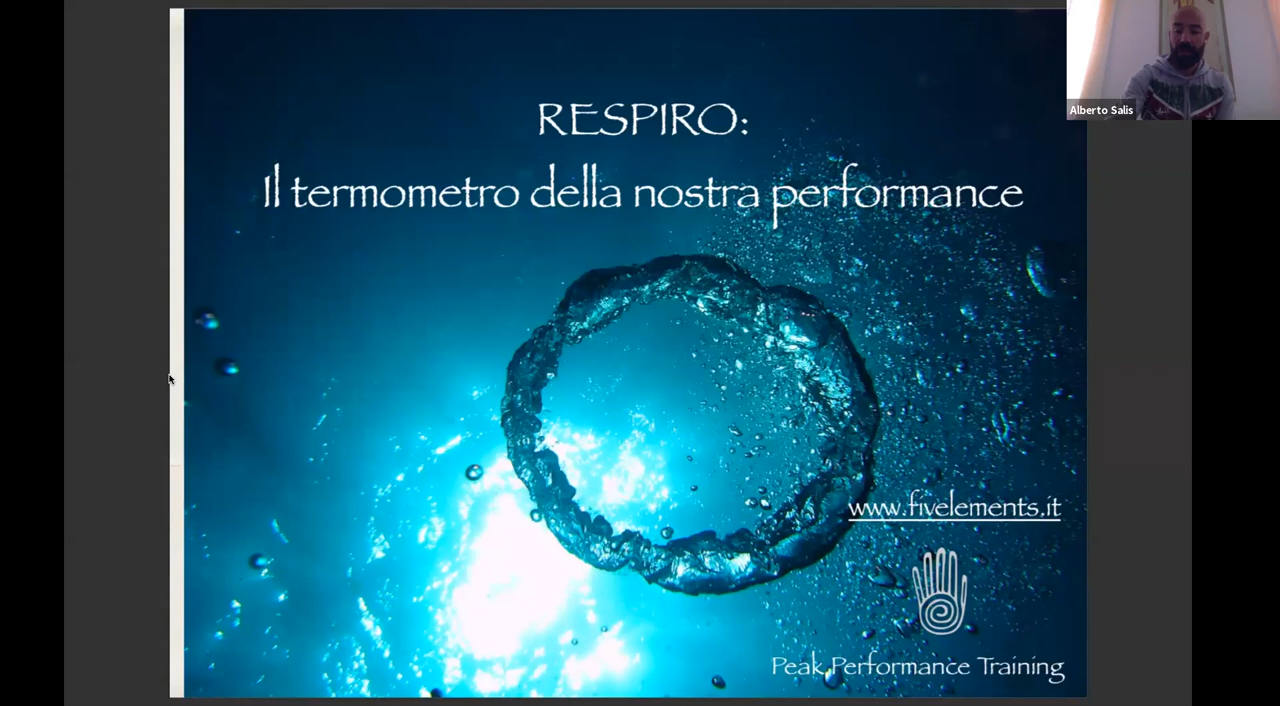 RESPIRO:
Il termometro della nostra performance
Alberto Salis
www.fivelements.it
Peak Performance Training